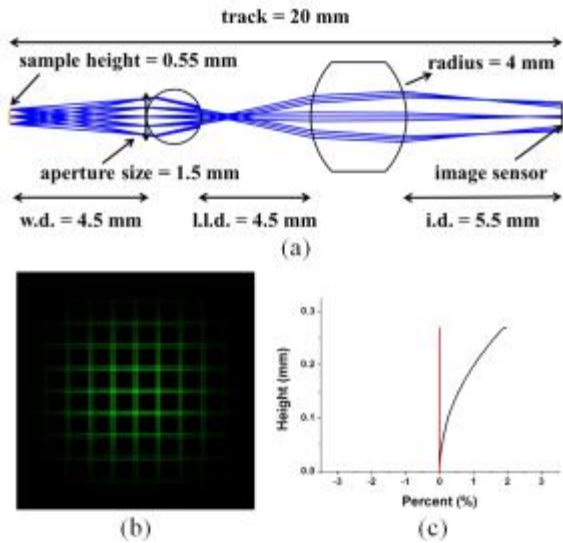 track = 20 mm
sample height = 0.55 mm
radius = 4 mm
aperture size = 1.5 mm
image sensor
w.d. = 4.5 mm
l.l.d. = 4.5 mm
i.d. = 5.5 mm
(a)
0.3
0.2
0.1
0.0
Height (mm)
-3 -2 -1 0 1 2 3
Percent (%)
(b)
(c)